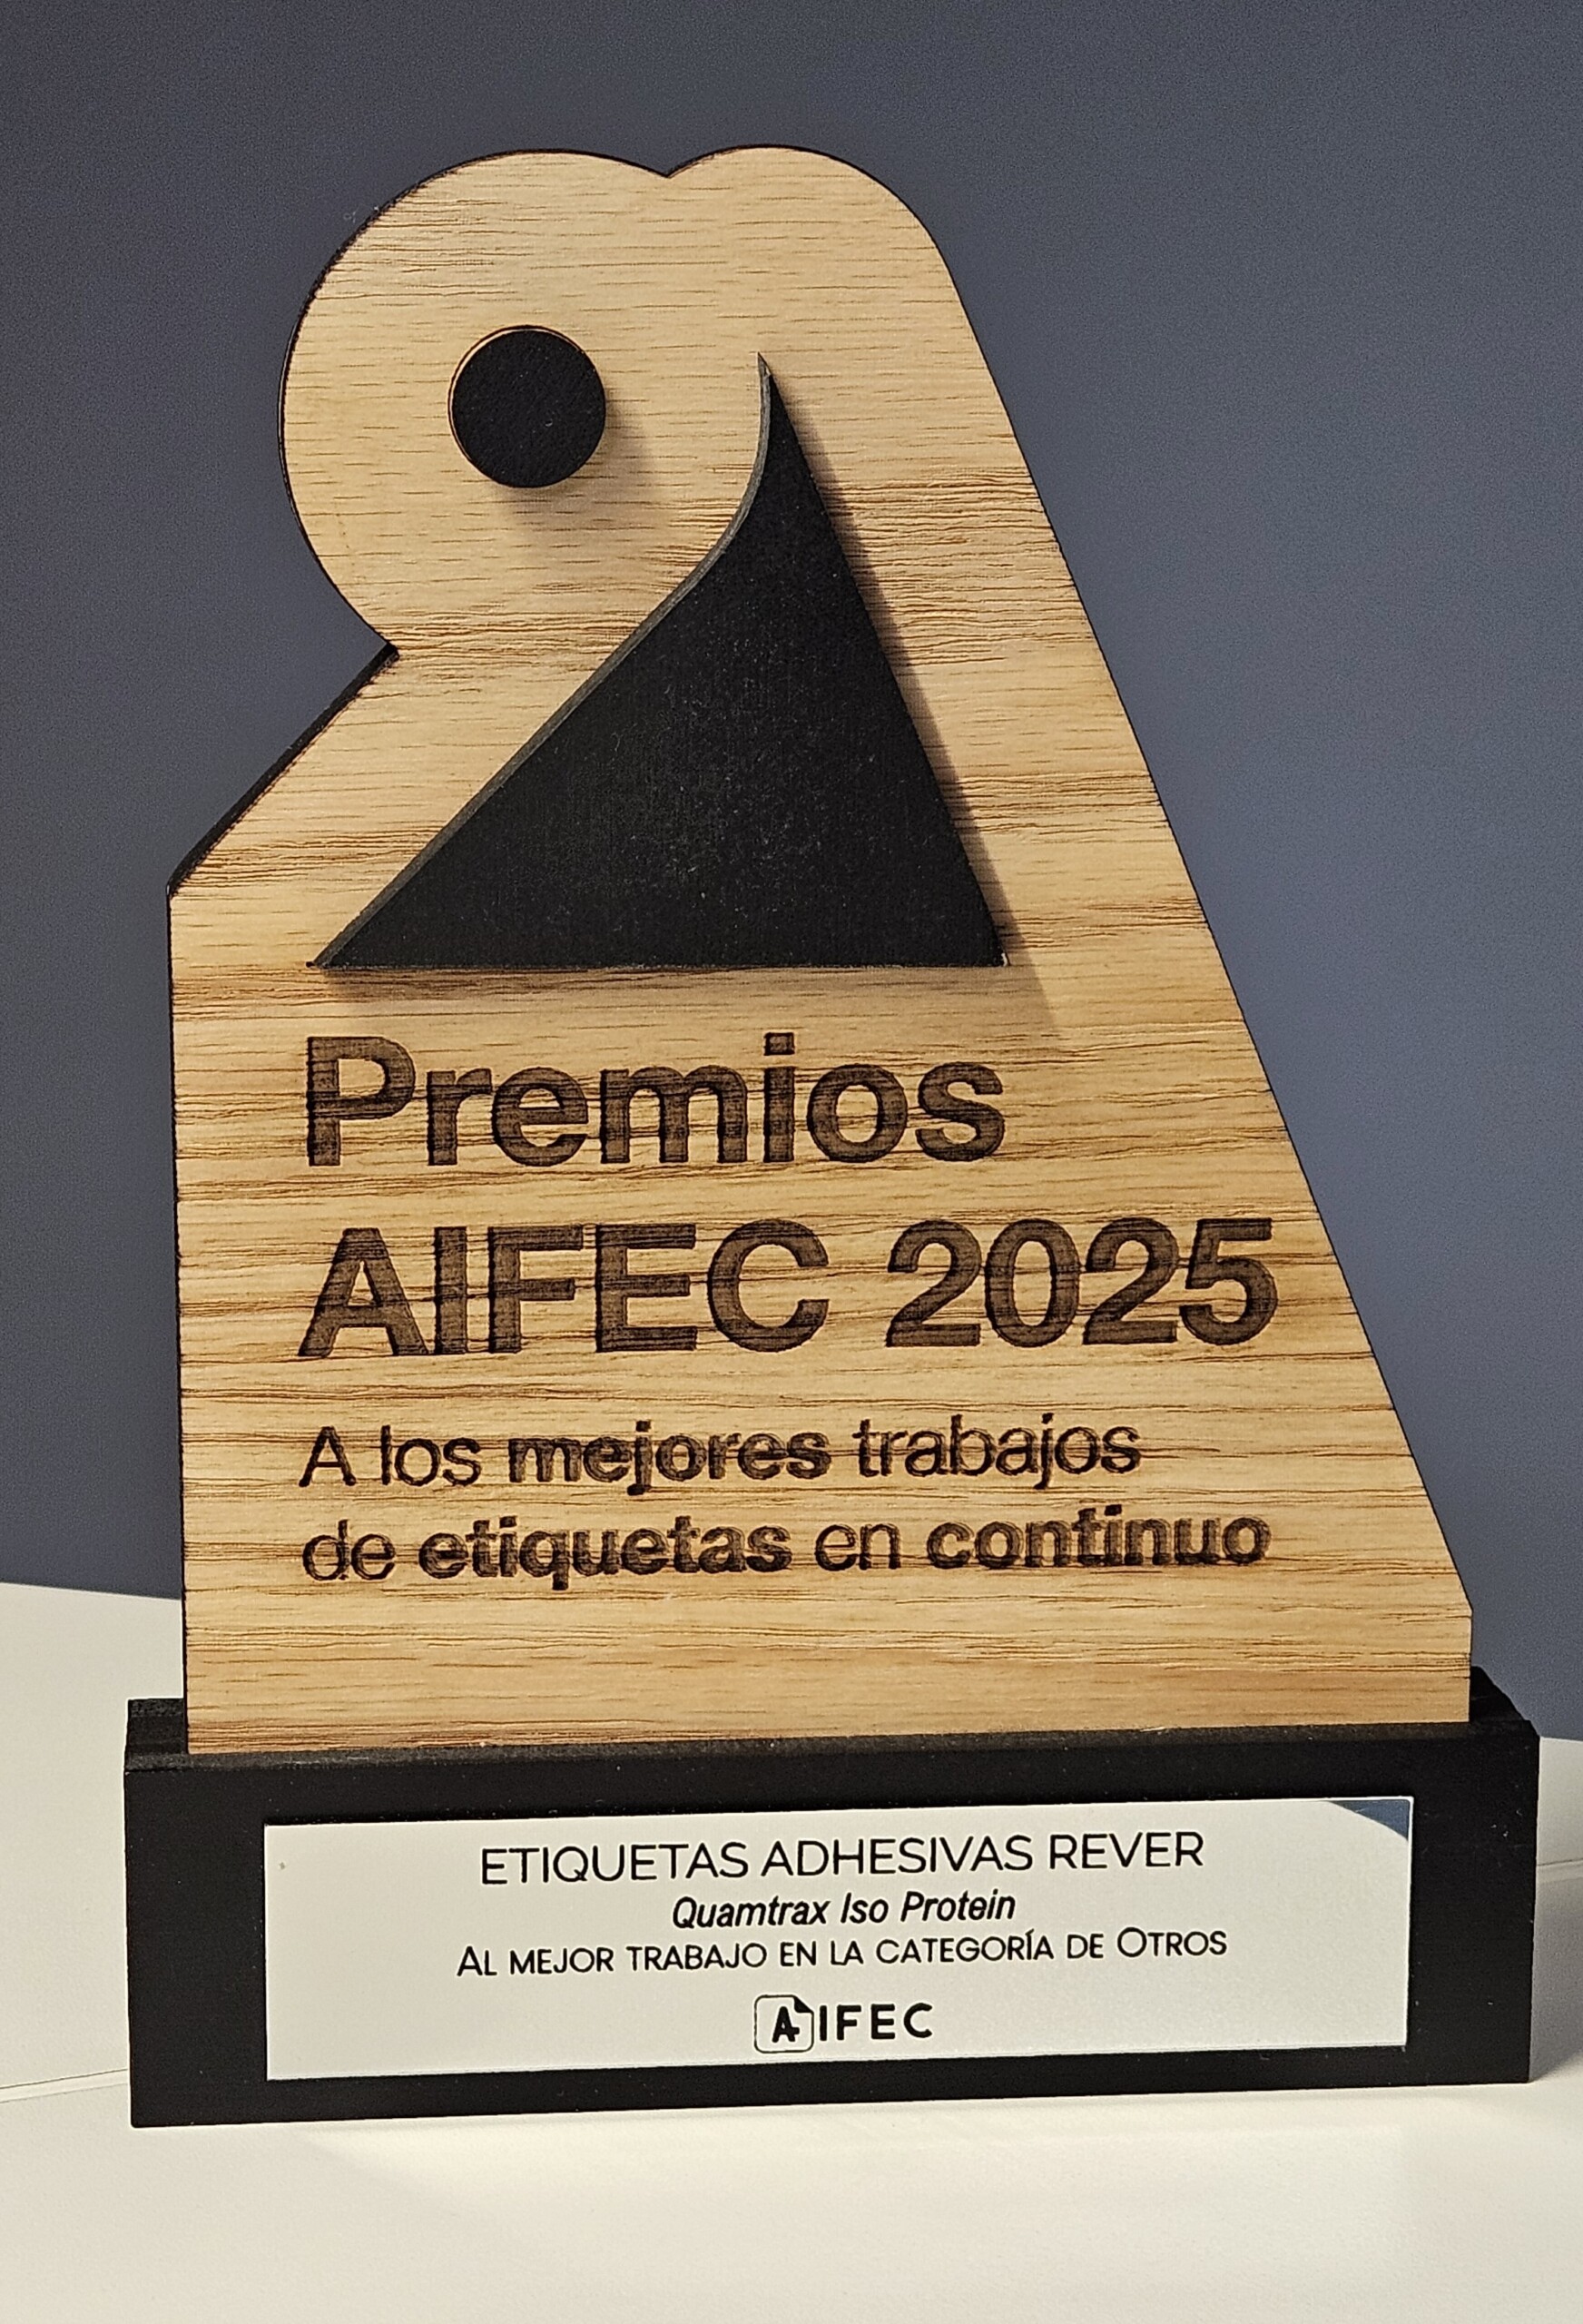 Premios
AIFEC 2025
A los mejores trabajos
de etiquetas en continuo
ETIQUETAS ADHESIVAS REVER
Quamtrax Iso Protein
AL MEJOR TRABAJO EN LA CATEGORÍA DE OTROS
AIFEC